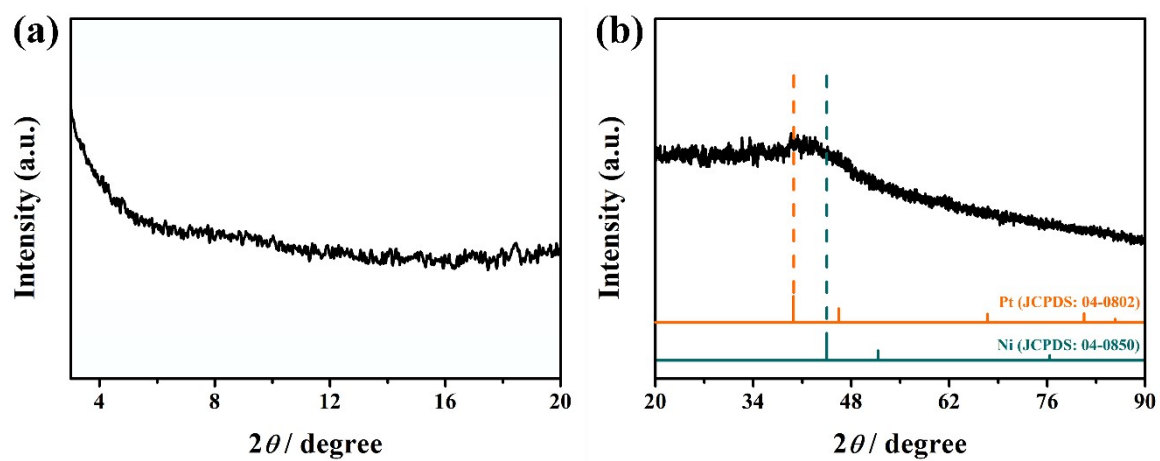 (a)
Intensity (a.u.)
4 8 12 16 20
2θ / degree
(b)
Intensity (a.u.)
Pt (JCPDS: 04-0802)
Ni (JCPDS: 04-0850)
20 34 48 62 76 90
2θ / degree